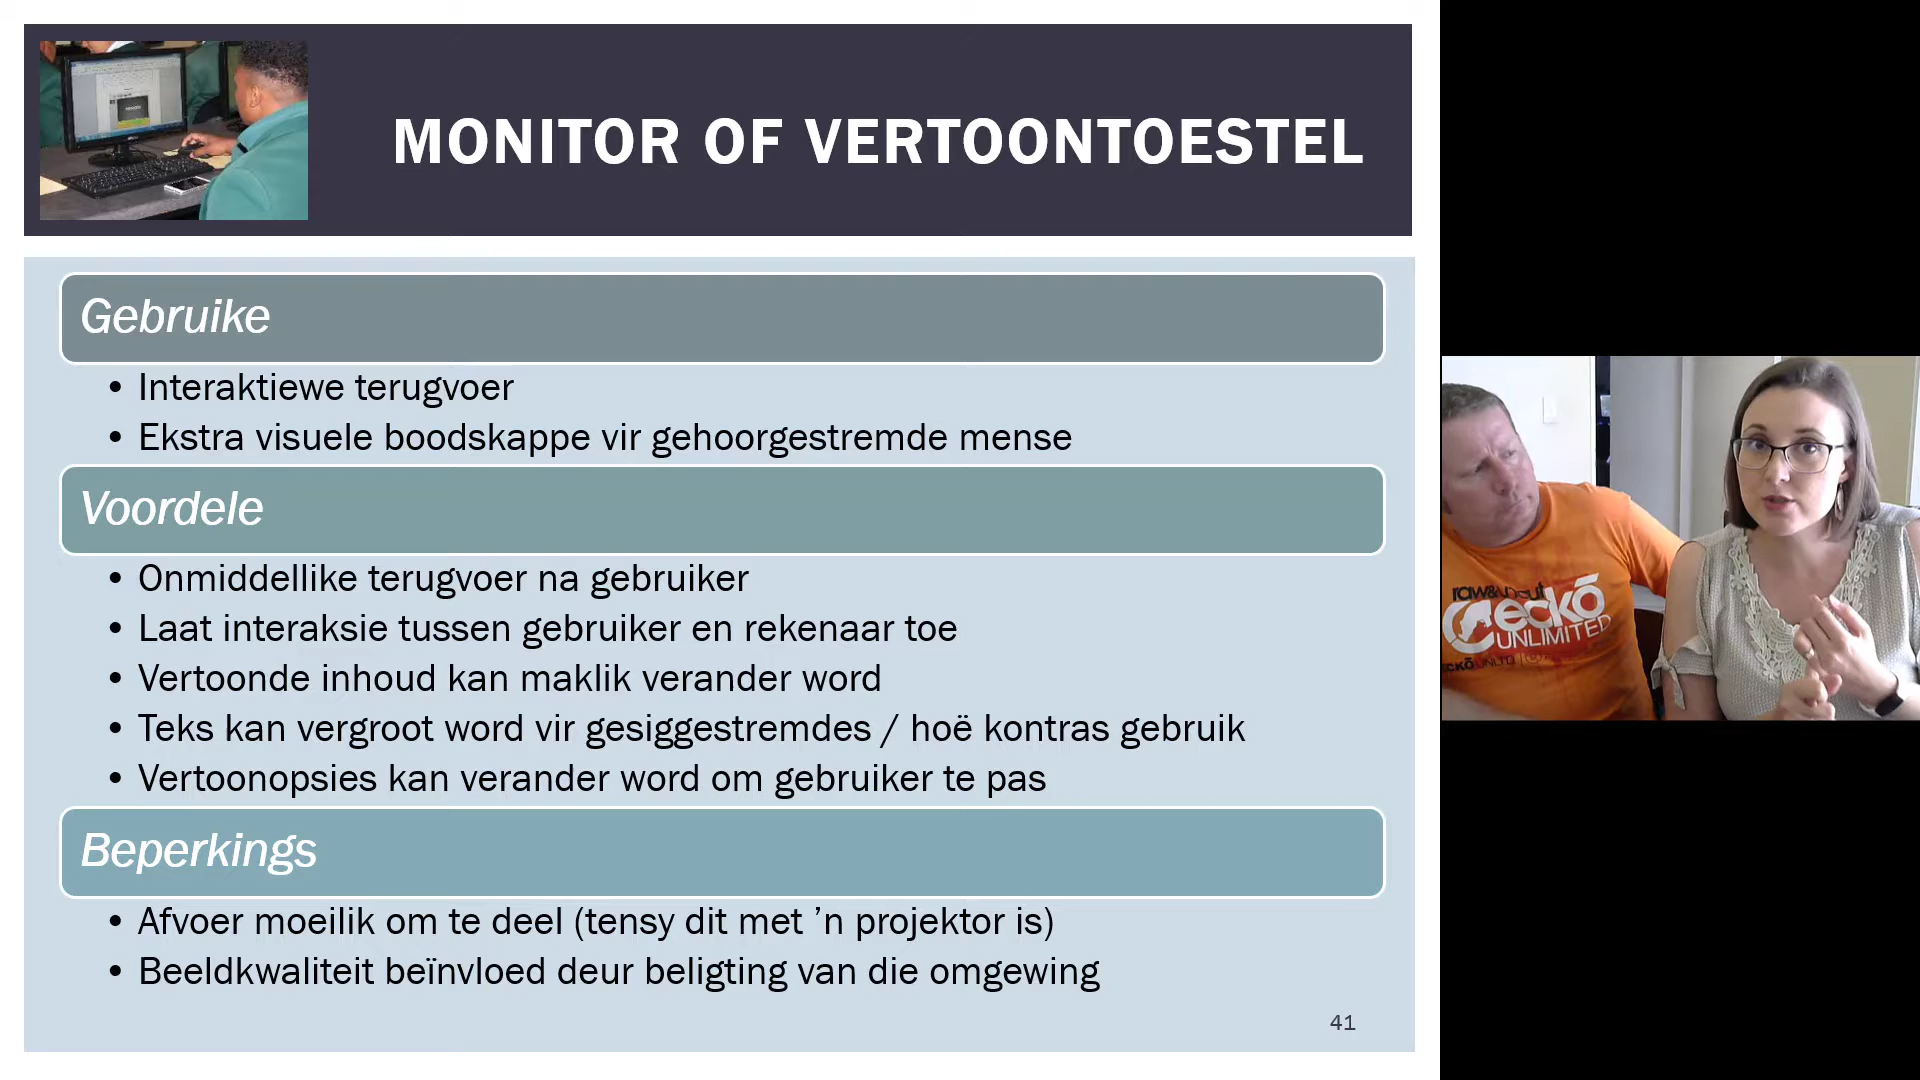 MONITOR OF VERTOONTOESTEL
Gebruike
• Interaktiewe terugvoer
• Ekstra visuele boodskappe vir gehoorgestremde mense
Voordele
• Onmiddellike terugvoer na gebruiker
• Laat interaksie tussen gebruiker en rekenaar toe
• Vertoonde inhoud kan maklik verander word
• Teks kan vergroot word vir gesiggestremdes / hoë kontras gebruik
• Vertoonopsies kan verander word om gebruiker te pas
Beperkings
• Afvoer moeilik om te deel (tensy dit met ’n projektor is)
• Beeldkwaliteit beïnvloed deur beligting van die omgewing
41
eckō
UNLIMITED